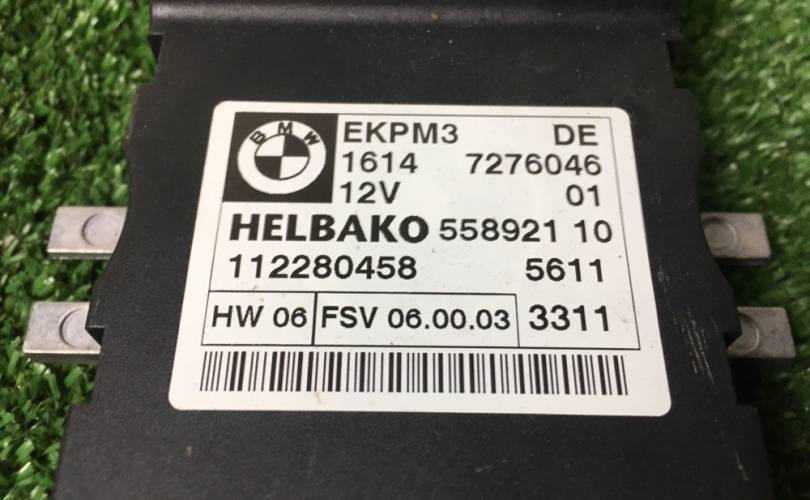 BMW
EKPM3 DE
1614 7276046
12V 01
HELBAKO 558921 10
112280458 5611
HW 06 FSV 06.00.03 3311